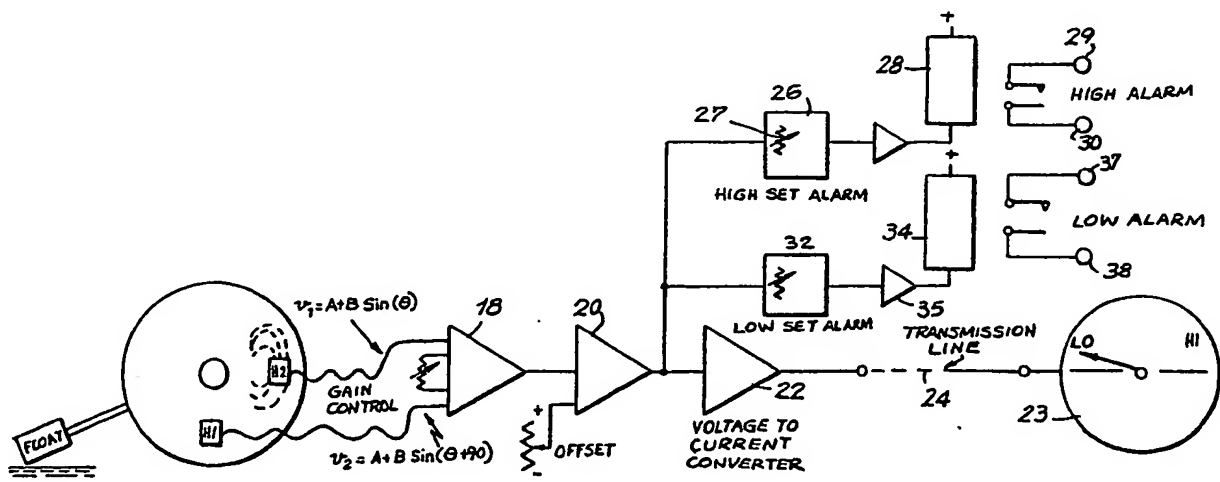 +
28
29
HIGH ALARM
30
26
27
HIGH SET ALARM
+
37
34
LOW ALARM
38
32
35
LOW SET ALARM
v₁=A+B Sin(θ)
18
20
H2
GAIN
CONTROL
H1
FLOAT
v₂=A+B Sin(θ+90)
+
OFFSET
-
22
VOLTAGE TO
CURRENT
CONVERTER
TRANSMISSION
LINE
24
LO
HI
23